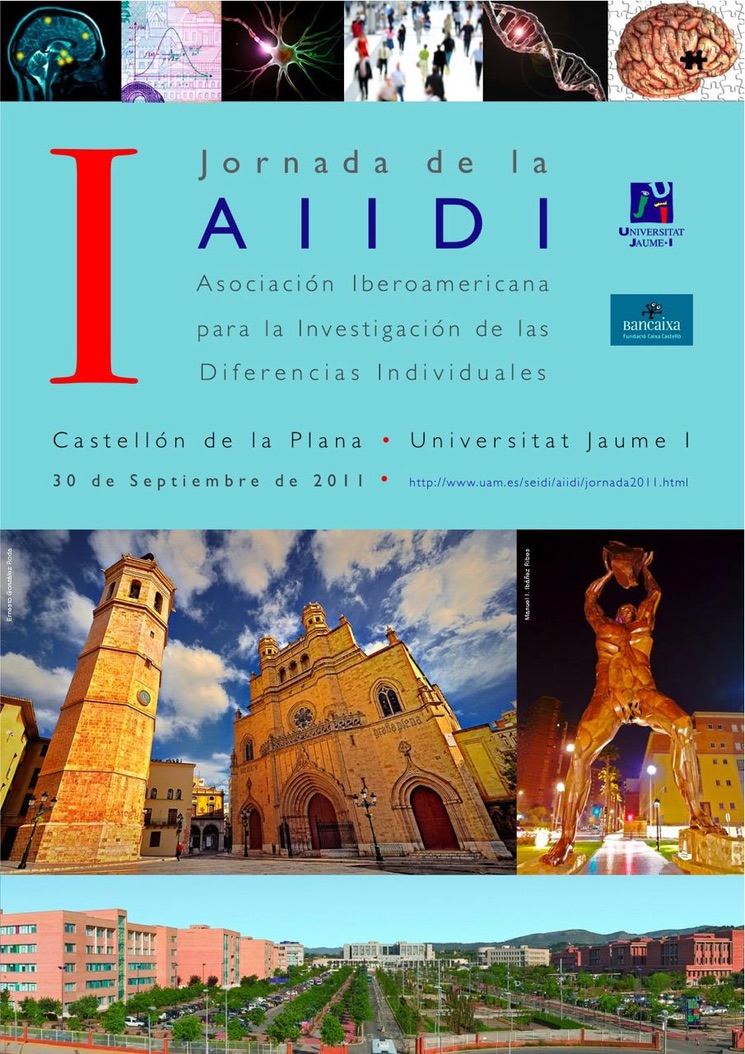 I
Jornada de la
AIIDI
Asociación Iberoamericana
para la Investigación de las
Diferencias Individuales
UNIVERSITAT
JAUME·I
Bancaixa
Fundació Caixa Castelló
Castellón de la Plana • Universitat Jaume I
30 de Septiembre de 2011 • http://www.uam.es/seidi/aiidi/jornada2011.html
Ernesto González Roda
Manuel I. Ibáñez Ribes